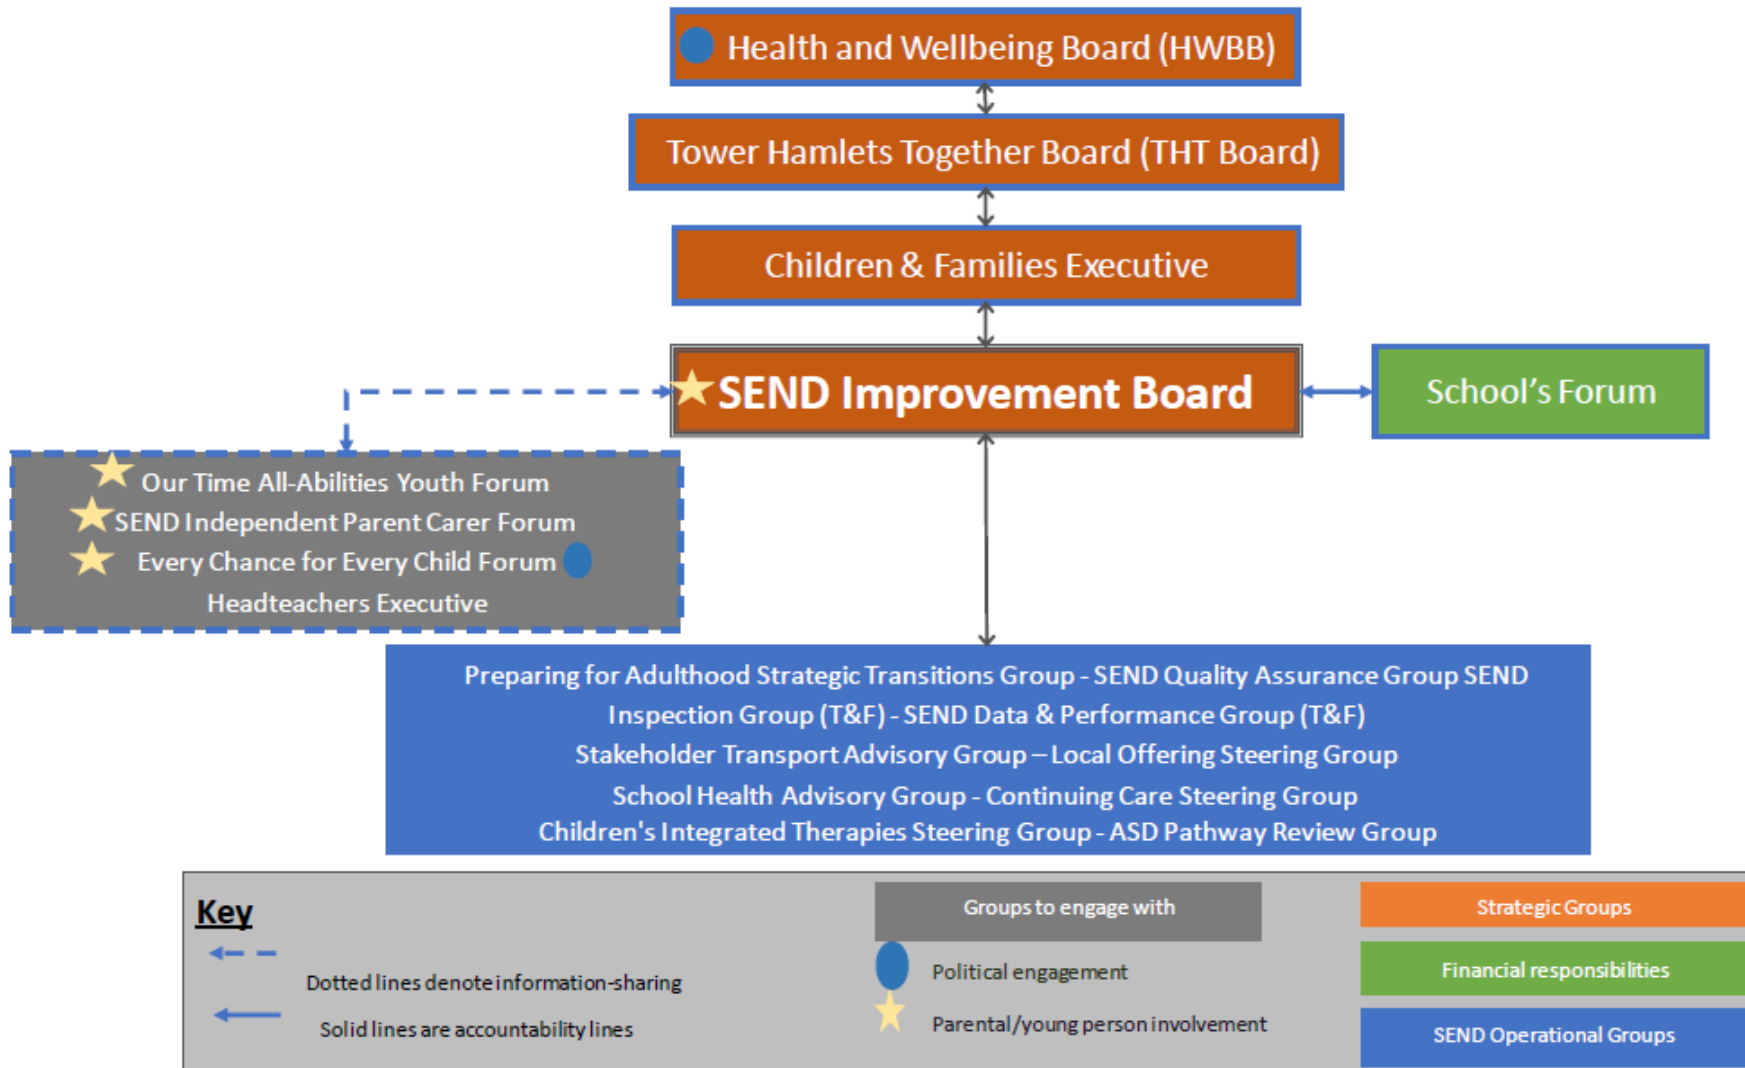 Health and Wellbeing Board (HWBB)
Tower Hamlets Together Board (THT Board)
Children & Families Executive
SEND Improvement Board
School’s Forum
Our Time All-Abilities Youth Forum
SEND Independent Parent Carer Forum
Every Chance for Every Child Forum
Headteachers Executive
Preparing for Adulthood Strategic Transitions Group - SEND Quality Assurance Group SEND
Inspection Group (T&F) - SEND Data & Performance Group (T&F)
Stakeholder Transport Advisory Group – Local Offering Steering Group
School Health Advisory Group - Continuing Care Steering Group
Children's Integrated Therapies Steering Group - ASD Pathway Review Group
Key
Dotted lines denote information-sharing
Solid lines are accountability lines
Groups to engage with
Political engagement
Parental/young person involvement
Strategic Groups
Financial responsibilities
SEND Operational Groups